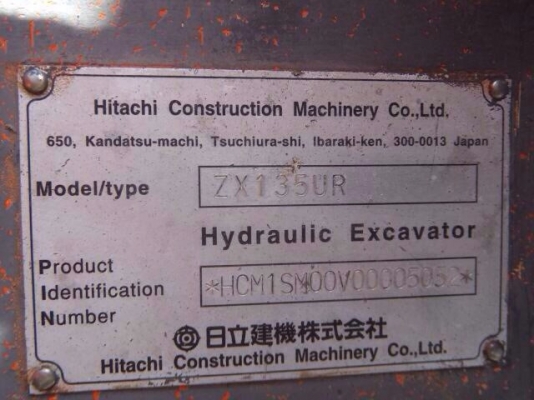 Hitachi Construction Machinery Co.,Ltd.
650, Kandatsu-machi, Tsuchiura-shi, Ibaraki-ken, 300-0013 Japan
Model/type ZX135UR
Hydraulic Excavator
Product
Identification *HCM1SM00V00005052*
Number
日立建機株式会社
Hitachi Construction Machinery Co.,Ltd.